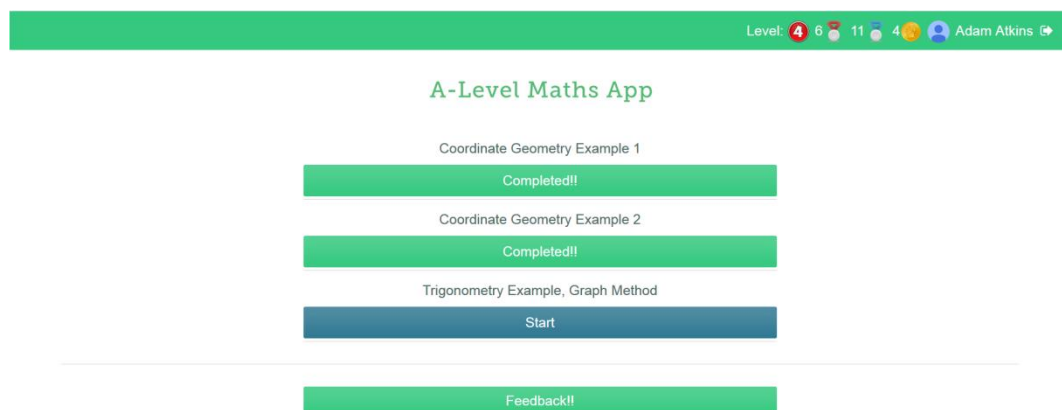 Level: 4 6 11 4 Adam Atkins
A-Level Maths App
Coordinate Geometry Example 1
Completed!!
Coordinate Geometry Example 2
Completed!!
Trigonometry Example, Graph Method
Start
Feedback!!